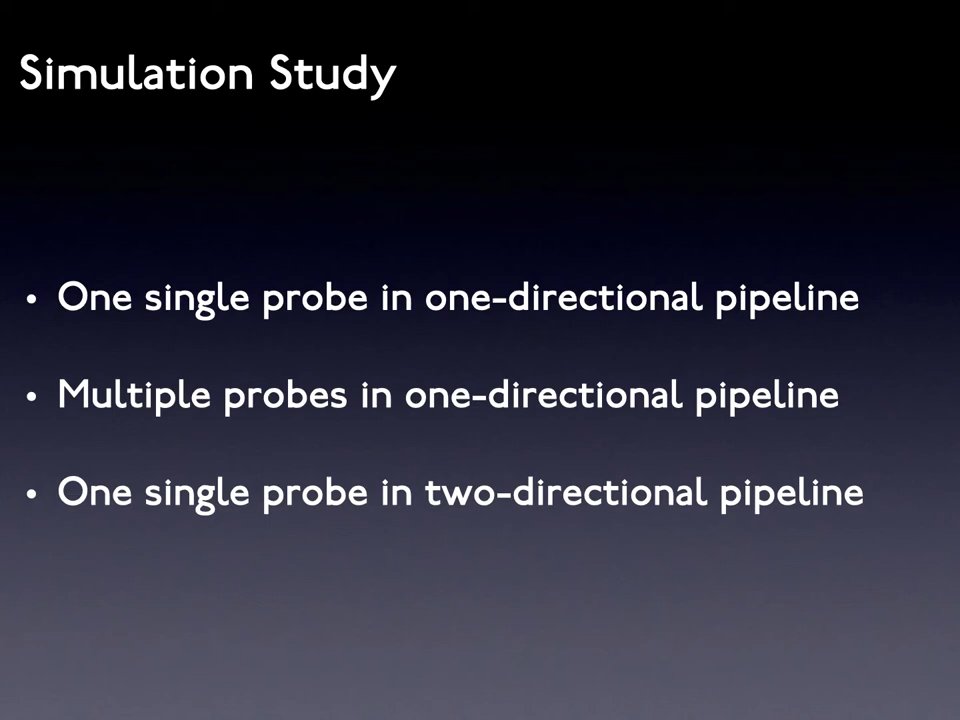 Simulation Study
• One single probe in one-directional pipeline
• Multiple probes in one-directional pipeline
• One single probe in two-directional pipeline